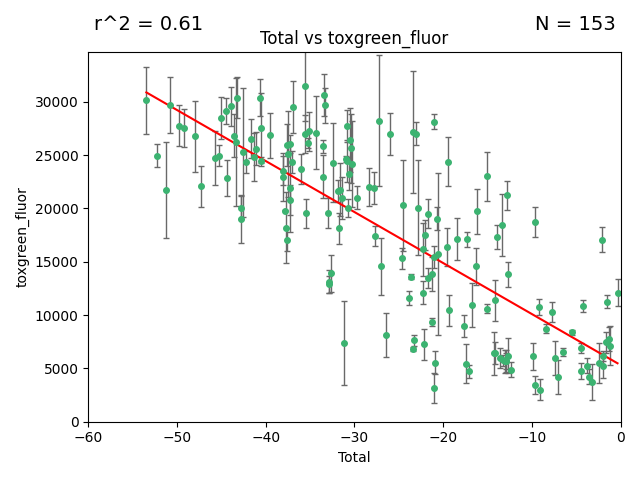 r^2 = 0.61
N = 153
Total vs toxgreen_fluor
30000
25000
20000
15000
10000
5000
0
toxgreen_fluor
−60
−50
−40
−30
−20
−10
0
Total